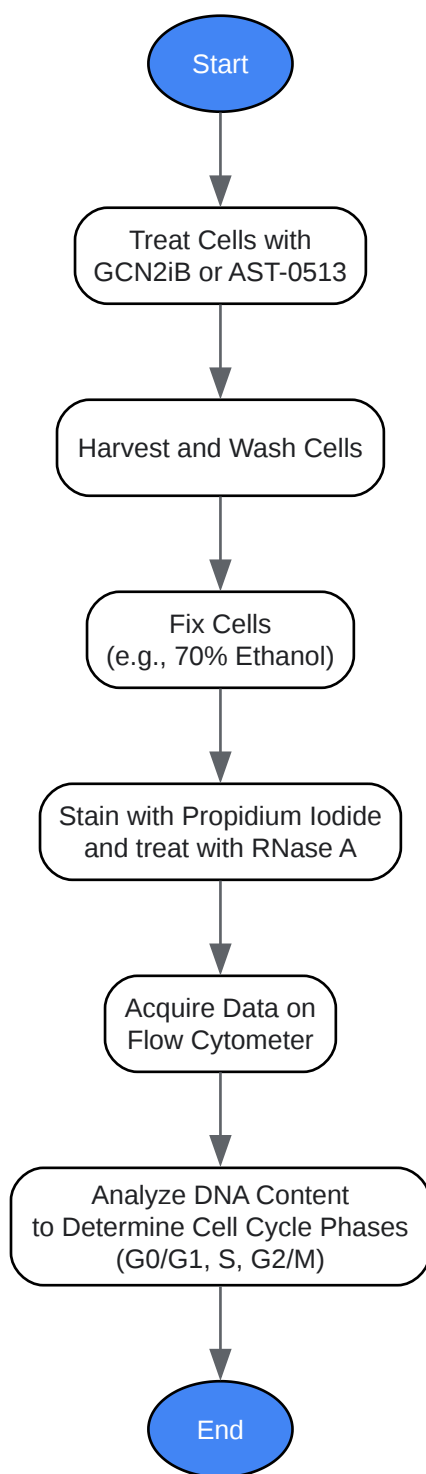 Start
Treat Cells with
GCN2iB or AST-0513
Harvest and Wash Cells
Fix Cells
(e.g., 70% Ethanol)
Stain with Propidium Iodide
and treat with RNase A
Acquire Data on
Flow Cytometer
Analyze DNA Content
to Determine Cell Cycle Phases
(G0/G1, S, G2/M)
End